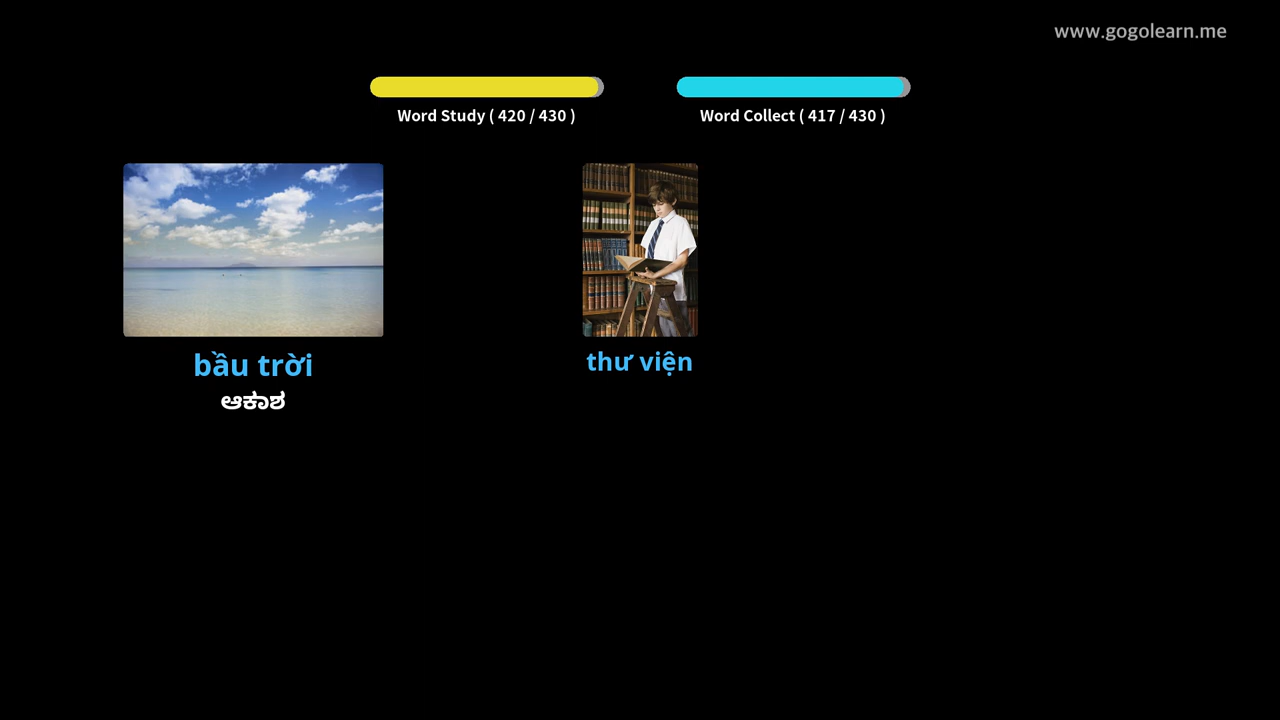 www.gogolearn.me
Word Study ( 420 / 430 )
Word Collect ( 417 / 430 )
bầu trời
ಆಕಾಶ
thư viện